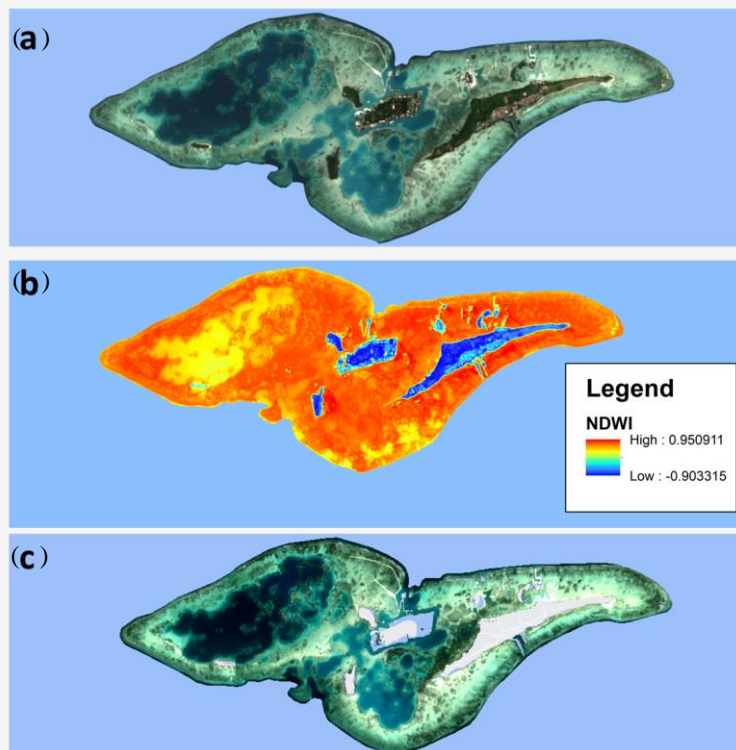 (a)
(b)
Legend
NDWI
High : 0.950911
Low : -0.903315
(c)